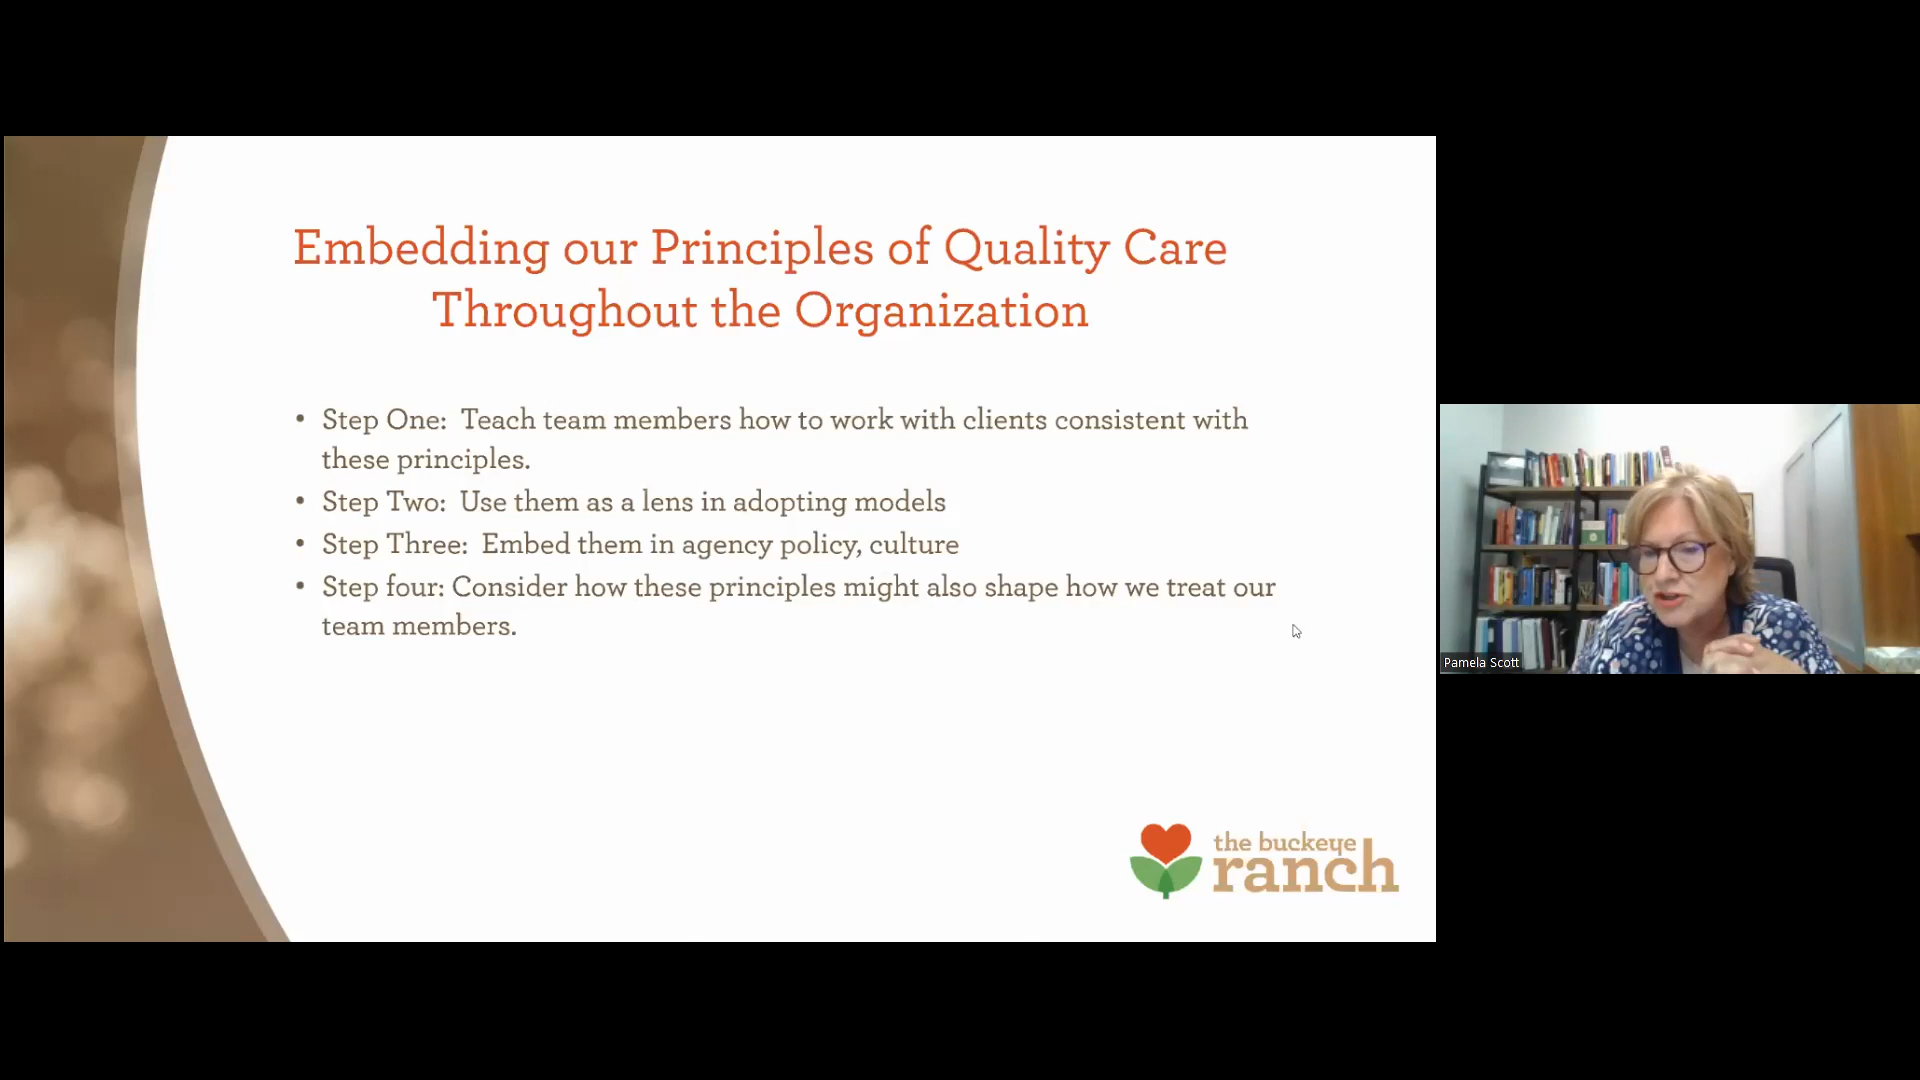 Embedding our Principles of Quality Care
Throughout the Organization
• Step One:  Teach team members how to work with clients consistent with
these principles.
• Step Two:  Use them as a lens in adopting models
• Step Three:  Embed them in agency policy, culture
• Step four: Consider how these principles might also shape how we treat our
team members.
the buckeye
ranch
Pamela Scott